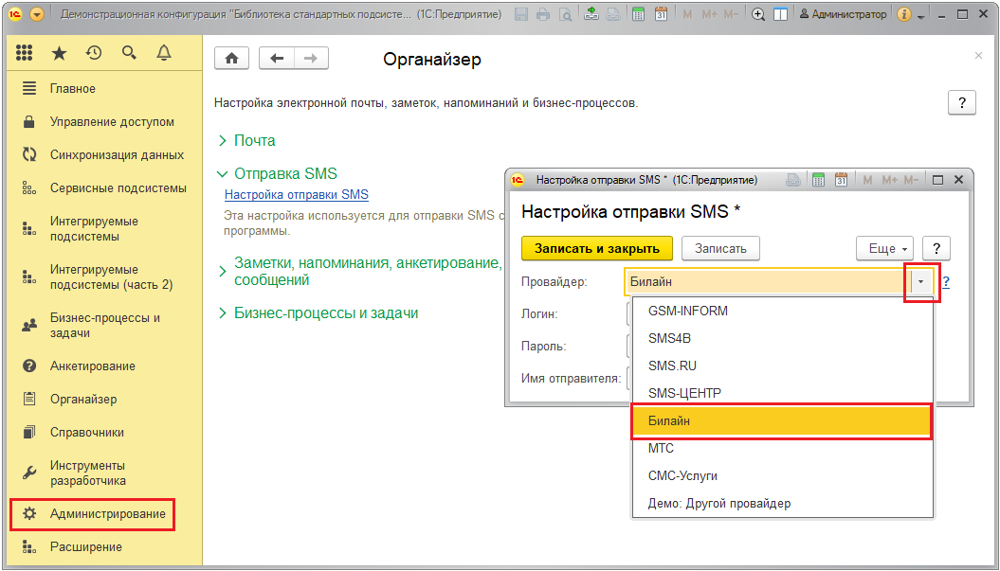 Демонстрационная конфигурация "Библиотека стандартных подсисте... (1С:Предприятие)
M M+ M-
Администратор
Главное
Управление доступом
Синхронизация данных
Сервисные подсистемы
Интегрируемые
подсистемы
Интегрируемые
подсистемы (часть 2)
Бизнес-процессы и
задачи
Анкетирование
Органайзер
Справочники
Инструменты
разработчика
Администрирование
Расширение
Органайзер
Настройка электронной почты, заметок, напоминаний и бизнес-процессов.
?
Почта
Отправка SMS
Настройка отправки SMS
Эта настройка используется для отправки SMS с
программы.
Заметки, напоминания, анкетирование,
сообщений
Бизнес-процессы и задачи
Настройка отправки SMS * (1С:Предприятие)
31
M M+ M-
Настройка отправки SMS *
Записать и закрыть
Записать
Еще
?
Провайдер:
Билайн
?
Логин:
Пароль:
Имя отправителя:
GSM-INFORM
SMS4B
SMS.RU
SMS-ЦЕНТР
Билайн
МТС
СМС-Услуги
Демо: Другой провайдер